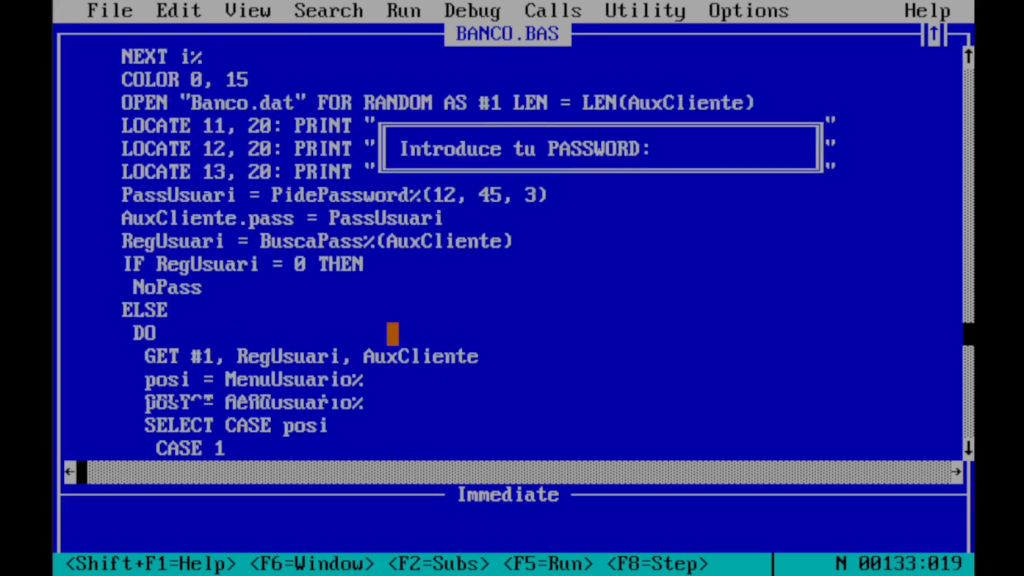 File Edit View Search Run Debug Calls Utility Options Help
BANCO.BAS
NEXT i%
COLOR 0, 15
OPEN "Banco.dat" FOR RANDOM AS #1 LEN = LEN(AuxCliente)
LOCATE 11, 20: PRINT "╔══════════════════════════════════════╗"
LOCATE 12, 20: PRINT "║ Introduce tu PASSWORD:               ║"
LOCATE 13, 20: PRINT "╚══════════════════════════════════════╝"
PassUsuari = PidePassword%(12, 45, 3)
AuxCliente.pass = PassUsuari
RegUsuari = BuscaPass%(AuxCliente)
IF RegUsuari = 0 THEN
NoPass
ELSE
DO
GET #1, RegUsuari, AuxCliente
posi = MenuUsuario%
SELECT CASE posi
CASE 1
Immediate
<Shift+F1=Help> <F6=Window> <F2=Subs> <F5=Run> <F8=Step> N 00133:019